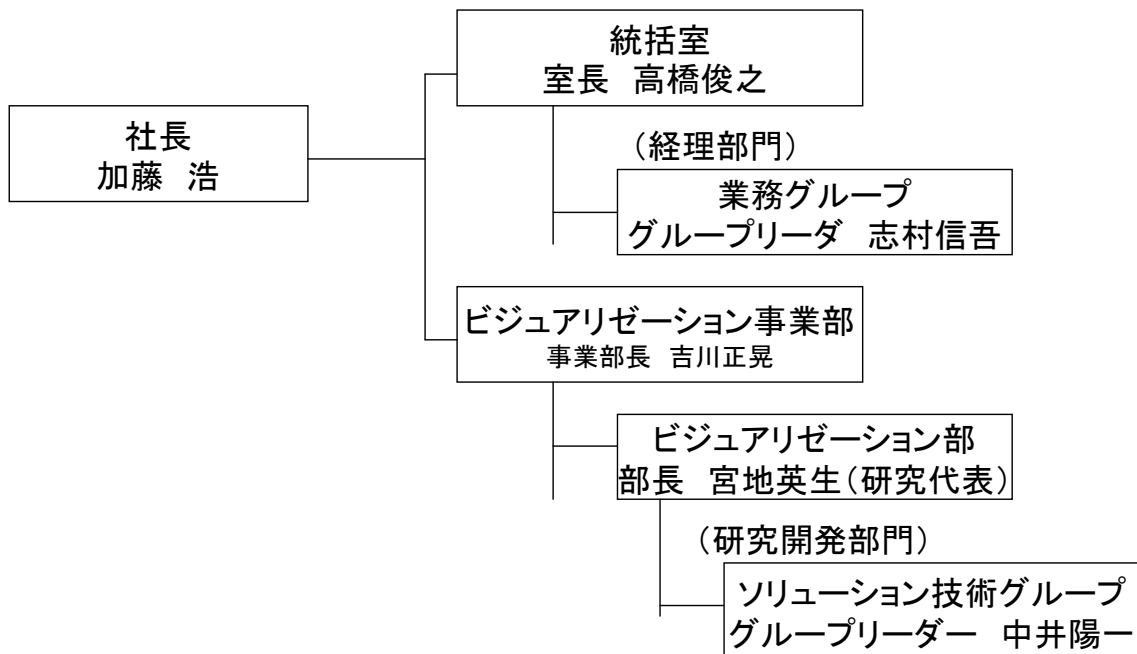 統括室
室長　高橋俊之
社長
加藤　浩
（経理部門）
業務グループ
グループリーダ　志村信吾
ビジュアリゼーション事業部
事業部長　吉川正晃
ビジュアリゼーション部
部長　宮地英生（研究代表）
（研究開発部門）
ソリューション技術グループ
グループリーダー　中井陽一